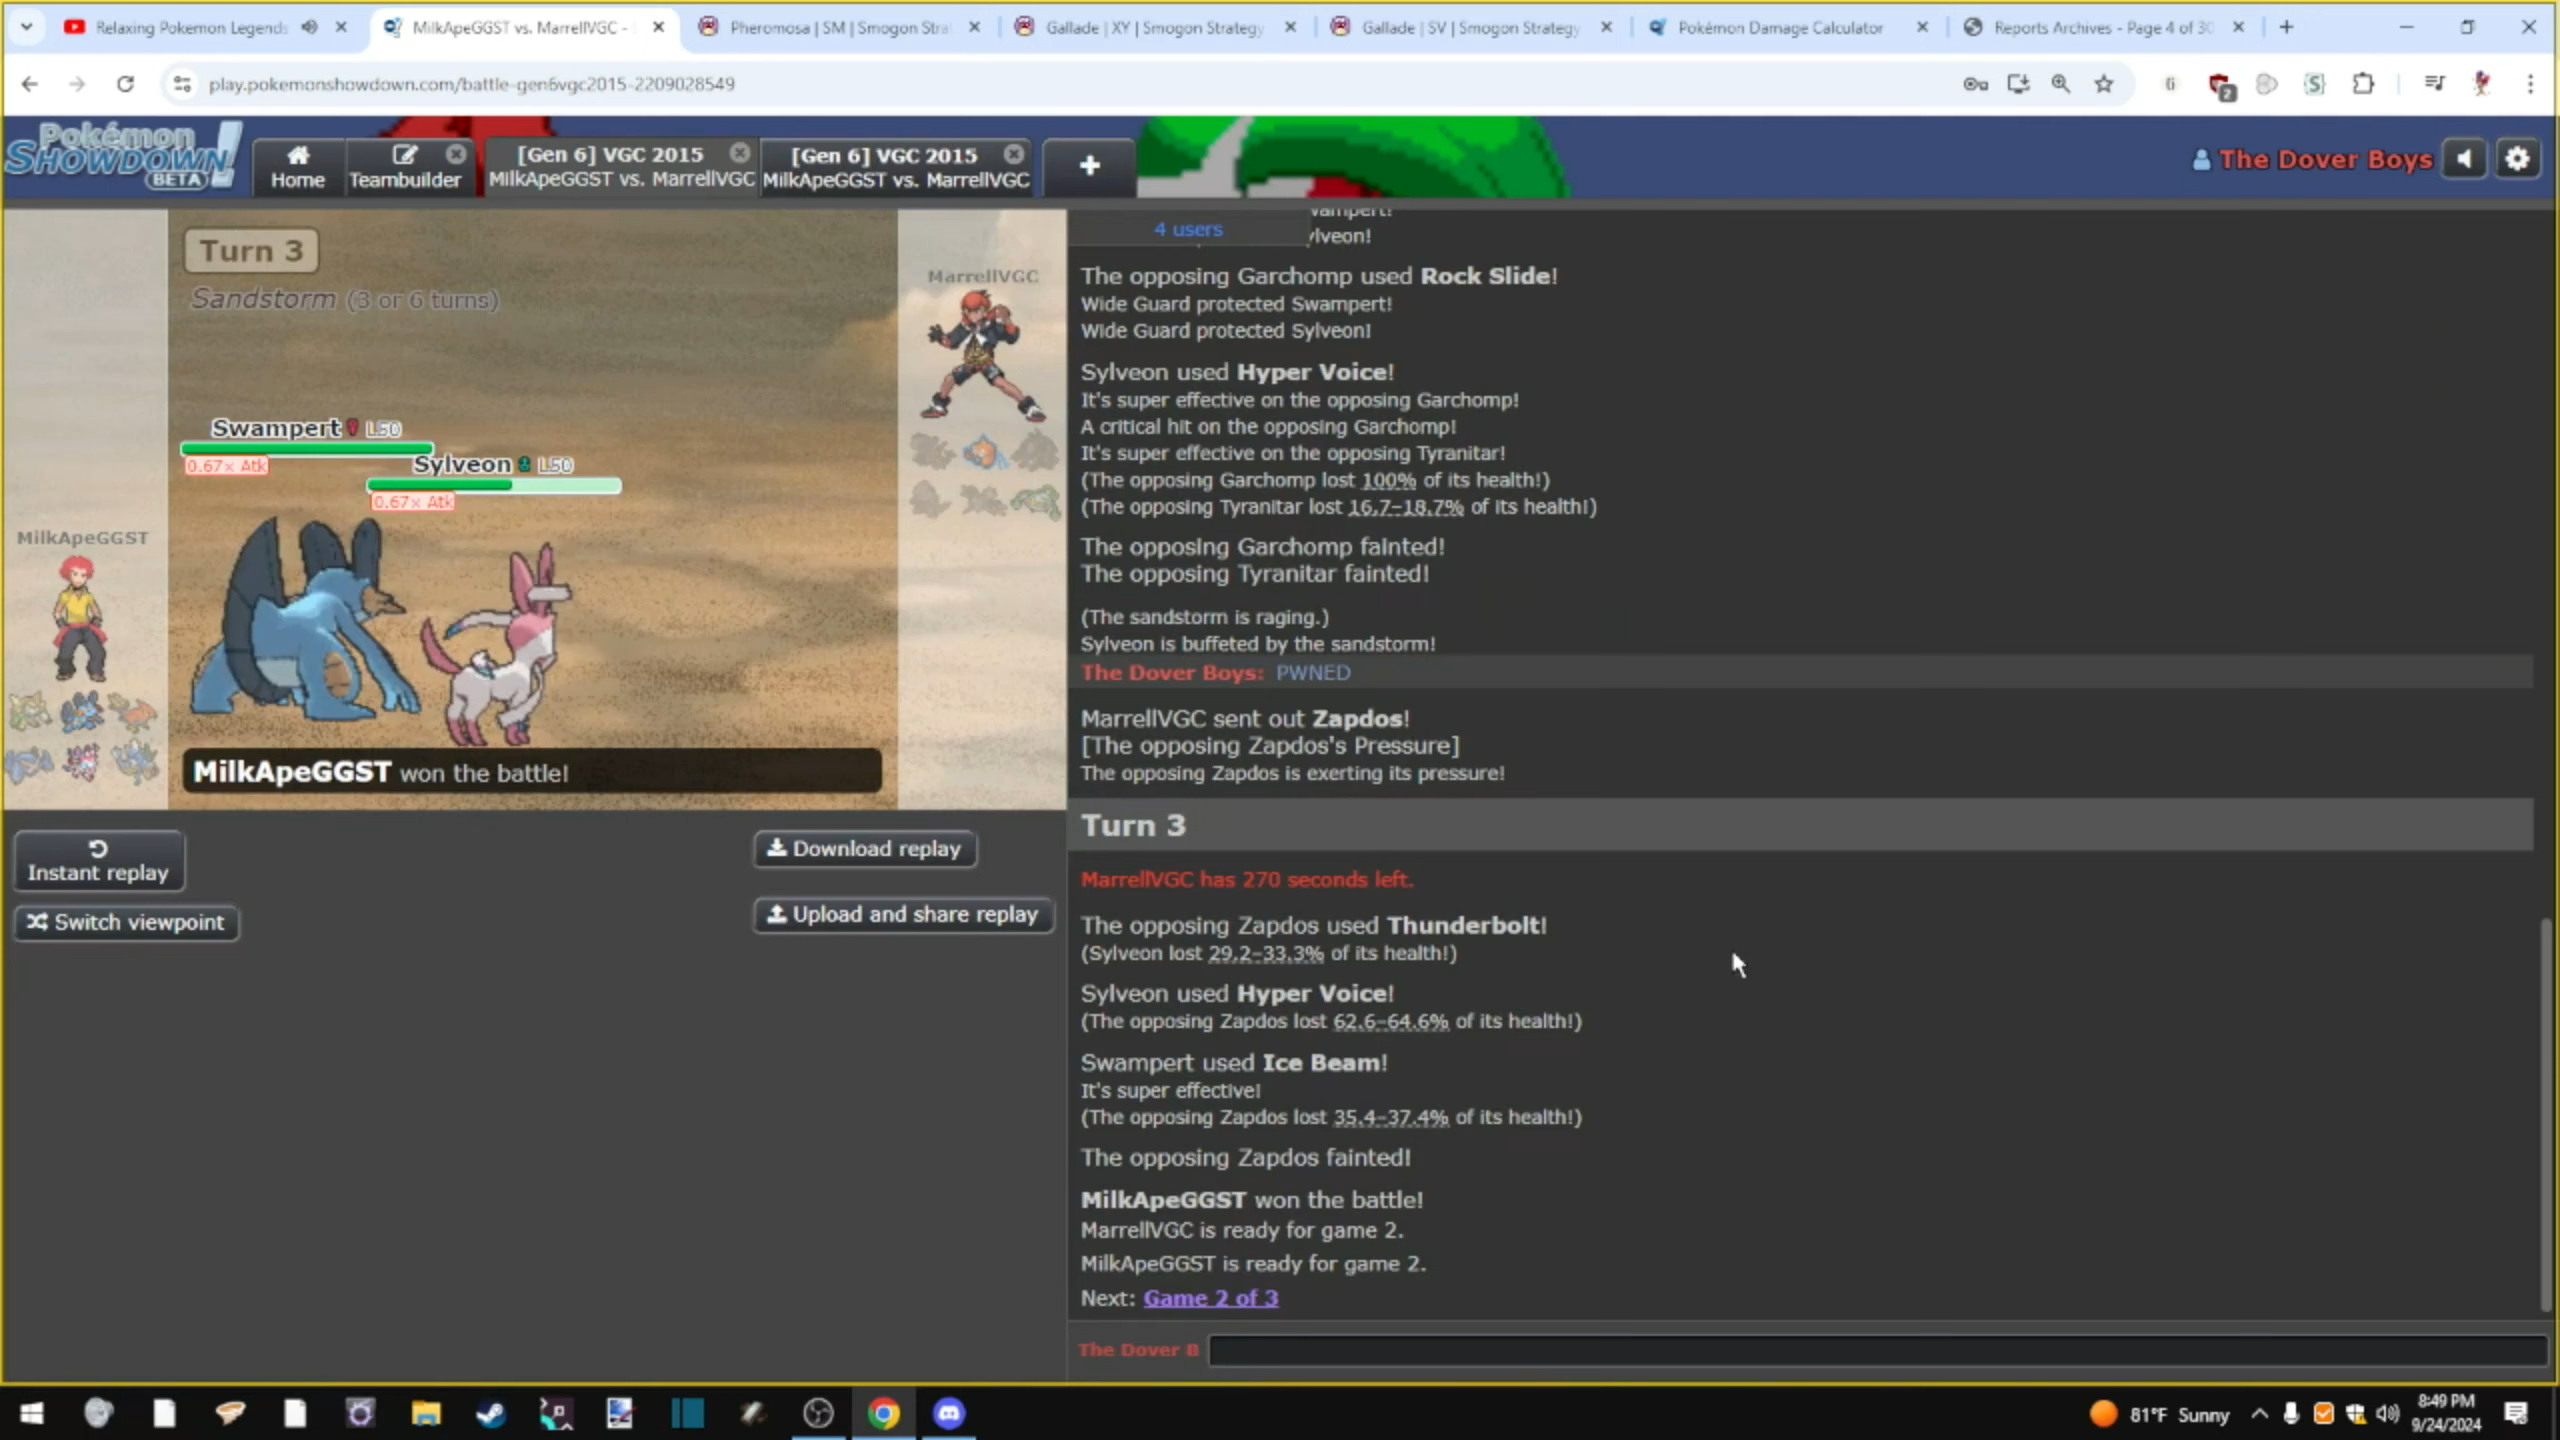 Relaxing Pokemon Legends
MilkApeGGST vs. MarrellVGC -
Pheromosa | SM | Smogon Stra
Gallade | XY | Smogon Strategy
Gallade | SV | Smogon Strategy
Pokémon Damage Calculator
Reports Archives - Page 4 of 30
play.pokemonshowdown.com/battle-gen6vgc2015-2209028549
2
Pokémon
SHOWDOWN!
BETA
Home
Teambuilder
[Gen 6] VGC 2015
MilkApeGGST vs. MarrellVGC
[Gen 6] VGC 2015
MilkApeGGST vs. MarrellVGC
The Dover Boys
Turn 3
Sandstorm (3 or 6 turns)
MarrellVGC
Swampert L50
0.67× Atk
Sylveon L50
0.67× Atk
MilkApeGGST
MilkApeGGST won the battle!
Instant replay
Switch viewpoint
Download replay
Upload and share replay
4 users
ylveon!
The opposing Garchomp used Rock Slide!
Wide Guard protected Swampert!
Wide Guard protected Sylveon!
Sylveon used Hyper Voice!
It's super effective on the opposing Garchomp!
A critical hit on the opposing Garchomp!
It's super effective on the opposing Tyranitar!
(The opposing Garchomp lost 100% of its health!)
(The opposing Tyranitar lost 16.7–18.7% of its health!)
The opposing Garchomp fainted!
The opposing Tyranitar fainted!
(The sandstorm is raging.)
Sylveon is buffeted by the sandstorm!
The Dover Boys: PWNED
MarrellVGC sent out Zapdos!
[The opposing Zapdos's Pressure]
The opposing Zapdos is exerting its pressure!
Turn 3
MarrellVGC has 270 seconds left.
The opposing Zapdos used Thunderbolt!
(Sylveon lost 29.2–33.3% of its health!)
Sylveon used Hyper Voice!
(The opposing Zapdos lost 62.6–64.6% of its health!)
Swampert used Ice Beam!
It's super effective!
(The opposing Zapdos lost 35.4–37.4% of its health!)
The opposing Zapdos fainted!
MilkApeGGST won the battle!
MarrellVGC is ready for game 2.
MilkApeGGST is ready for game 2.
Next: Game 2 of 3
The Dover B
81°F Sunny
8:49 PM
9/24/2024